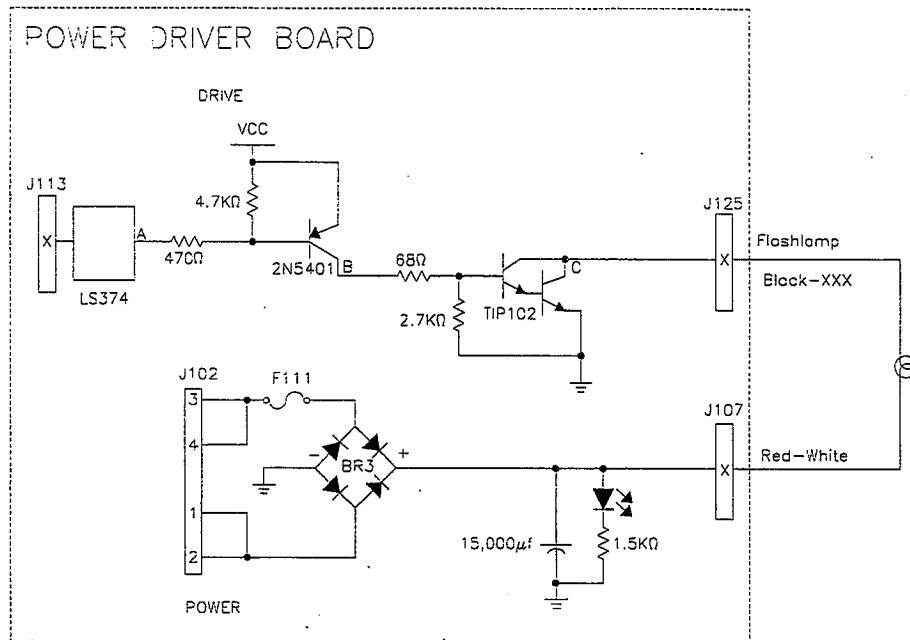 POWER DRIVER BOARD
DRIVE
VCC
J113
4.7KΩ
J125
X
A
X
Flashlamp
470Ω
2N5401
B
68Ω
C
Black-XXX
LS374
2.7KΩ
TIP102
J102
F111
3
J107
4
-
BR3
+
X
Red-White
1
15,000µf
1.5KΩ
2
POWER